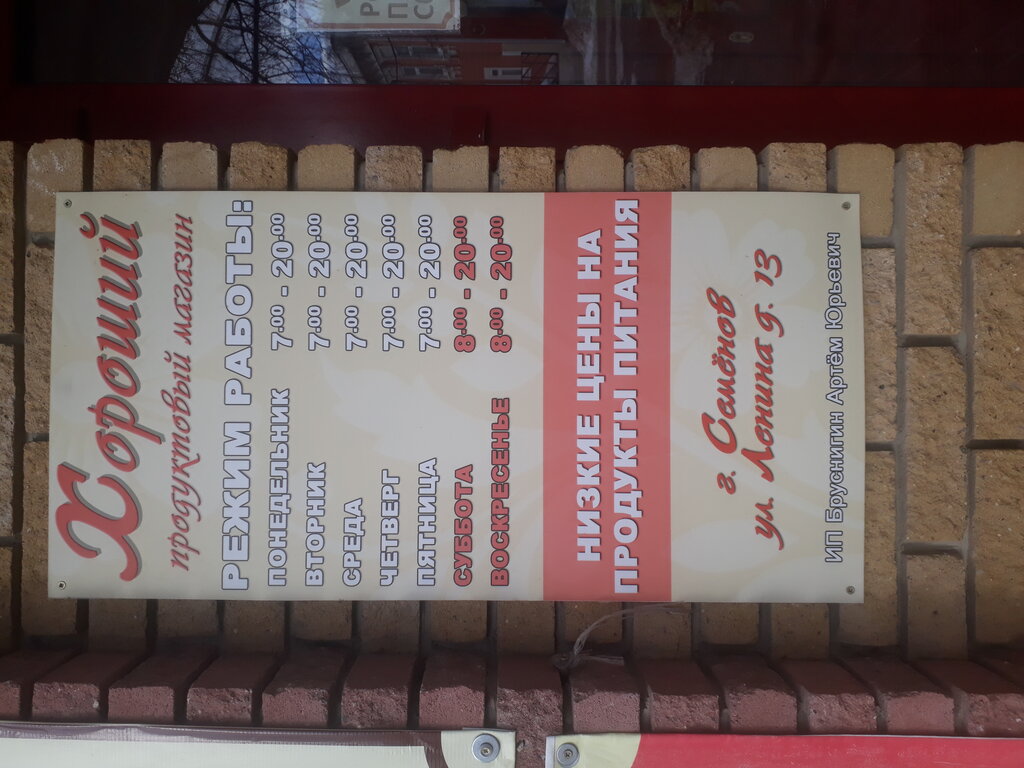 Хороший
продуктовый магазин
РЕЖИМ РАБОТЫ:
ПОНЕДЕЛЬНИК 7.00 - 20.00
ВТОРНИК 7.00 - 20.00
СРЕДА 7.00 - 20.00
ЧЕТВЕРГ 7.00 - 20.00
ПЯТНИЦА 7.00 - 20.00
СУББОТА 8.00 - 20.00
ВОСКРЕСЕНЬЕ 8.00 - 20.00
НИЗКИЕ ЦЕНЫ НА
ПРОДУКТЫ ПИТАНИЯ
г. Самёнов
ул. Лонина д. 13
ИП Бруснигин Артём Юрьевич